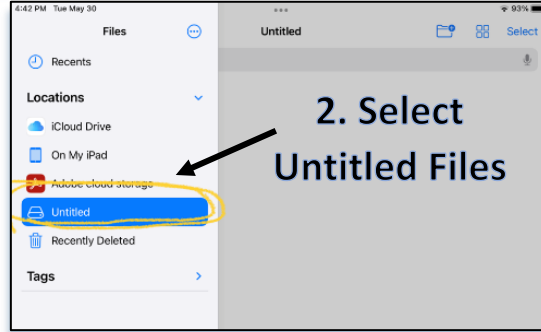 4:42 PM Tue May 30
93%
Files
Untitled
Select
Recents
Locations
iCloud Drive
On My iPad
Adobe cloud storage
Untitled
Recently Deleted
Tags
2. Select
Untitled Files